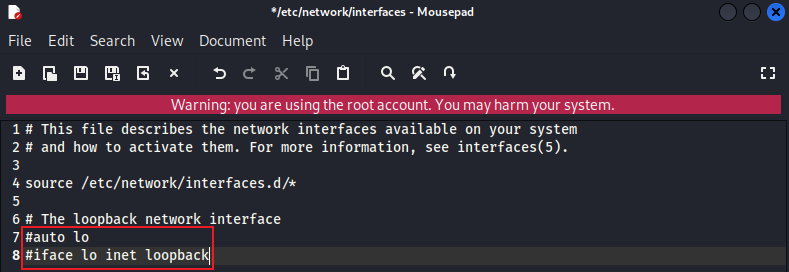 */etc/network/interfaces - Mousepad
File Edit Search View Document Help
Warning: you are using the root account. You may harm your system.
1 # This file describes the network interfaces available on your system
2 # and how to activate them. For more information, see interfaces(5).
3
4 source /etc/network/interfaces.d/*
5
6 # The loopback network interface
7 #auto lo
8 #iface lo inet loopback